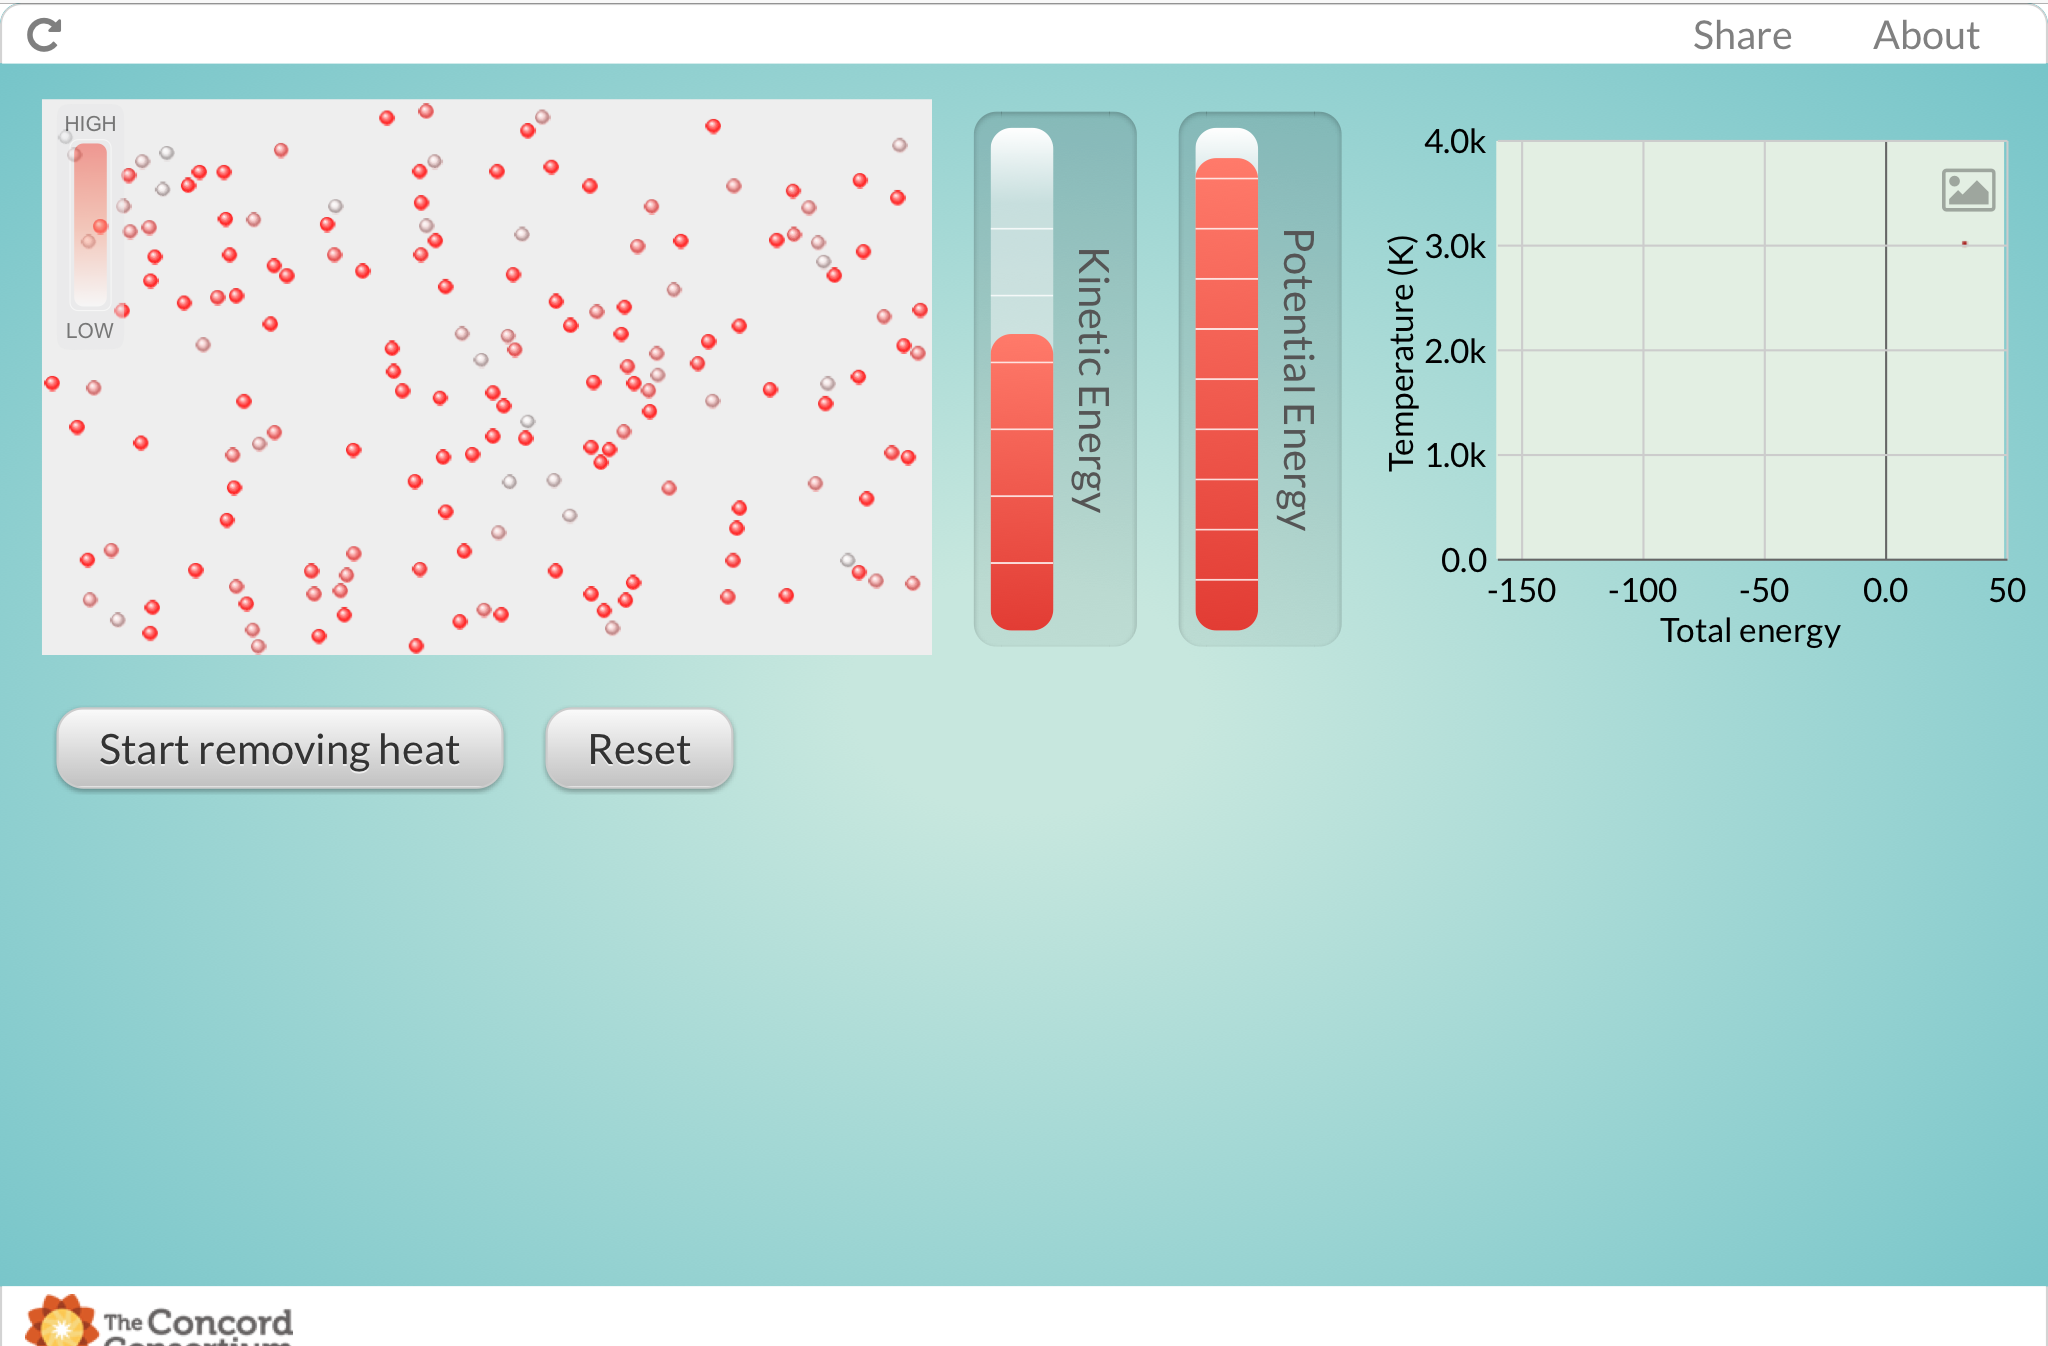 Share About
HIGH
LOW
Kinetic Energy
Potential Energy
Temperature (K)
4.0k
3.0k
2.0k
1.0k
0.0
-150 -100 -50 0.0 50
Total energy
Start removing heat Reset
The Concord
Consortium